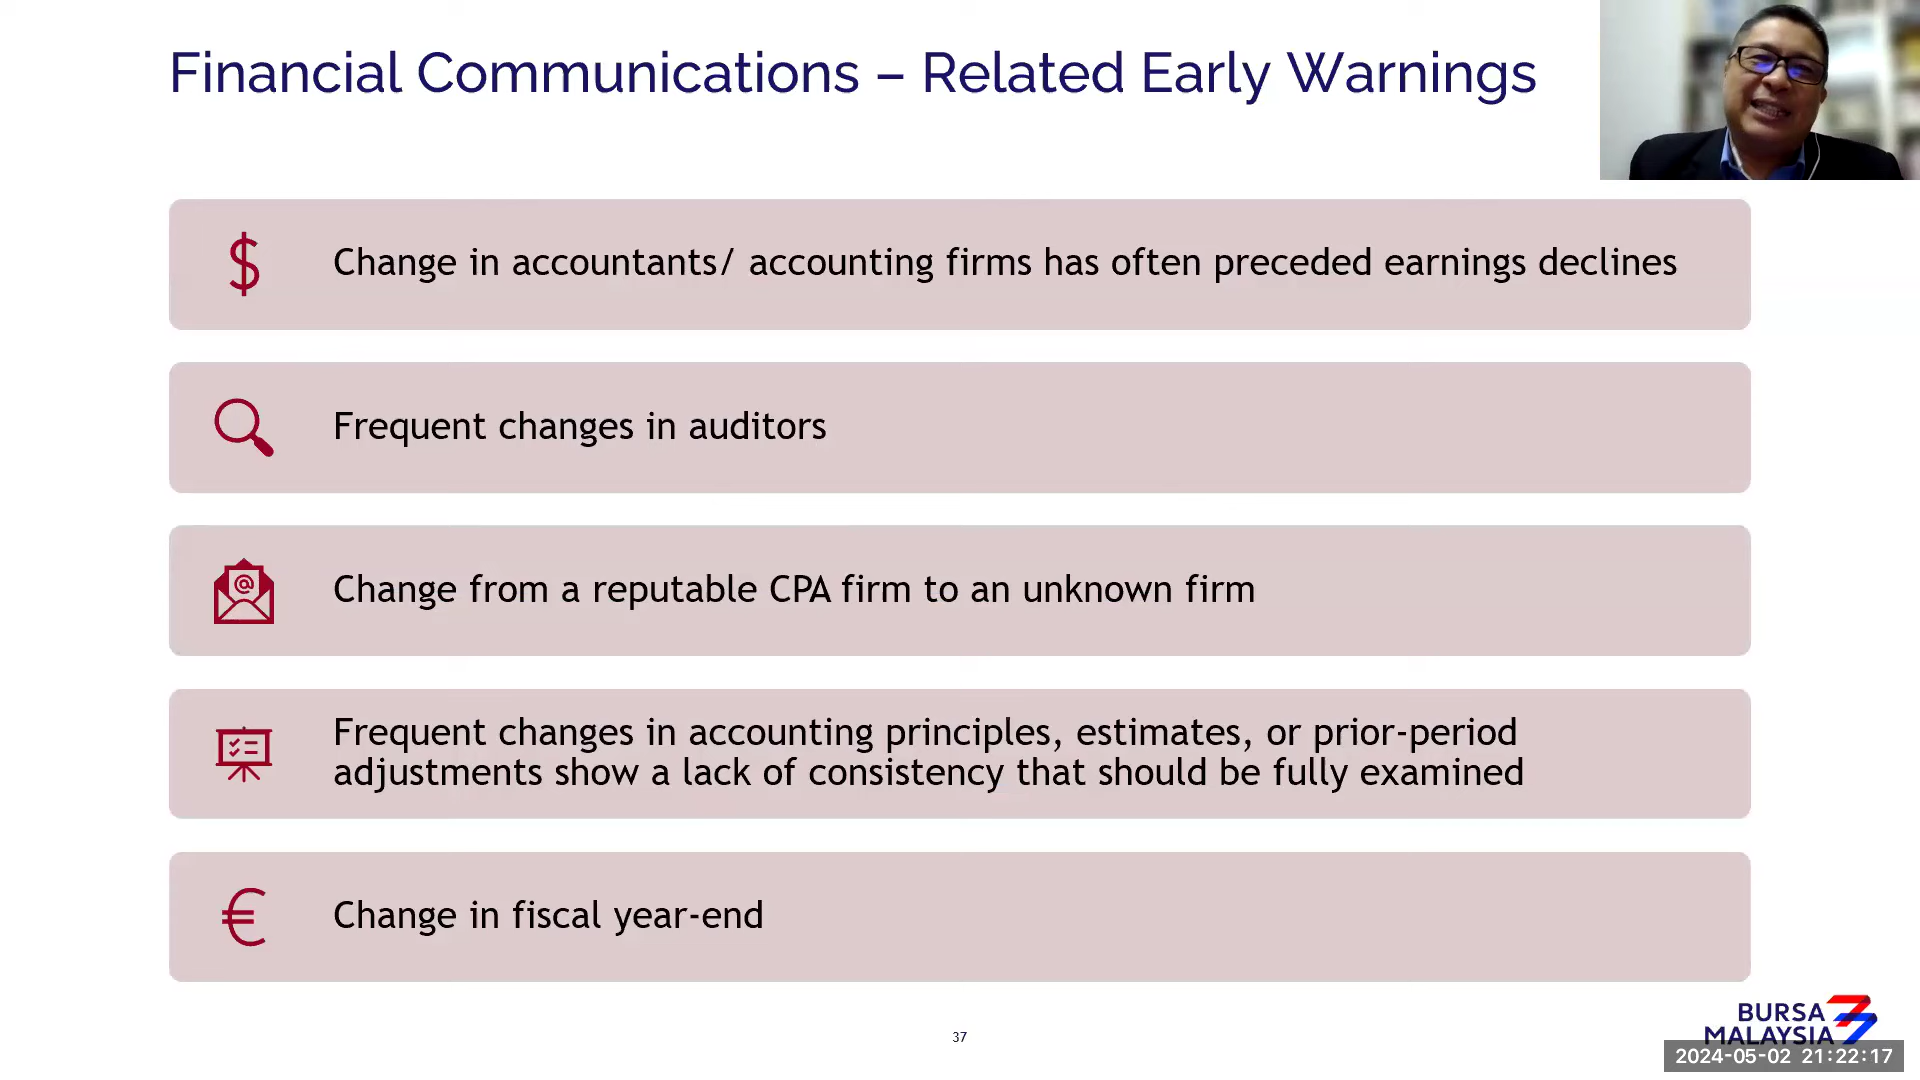 Financial Communications – Related Early Warnings
$
Change in accountants/ accounting firms has often preceded earnings declines
Frequent changes in auditors
@
Change from a reputable CPA firm to an unknown firm
Frequent changes in accounting principles, estimates, or prior-period
adjustments show a lack of consistency that should be fully examined
€
Change in fiscal year-end
37
BURSA
MALAYSIA
2024-05-02 21:22:17